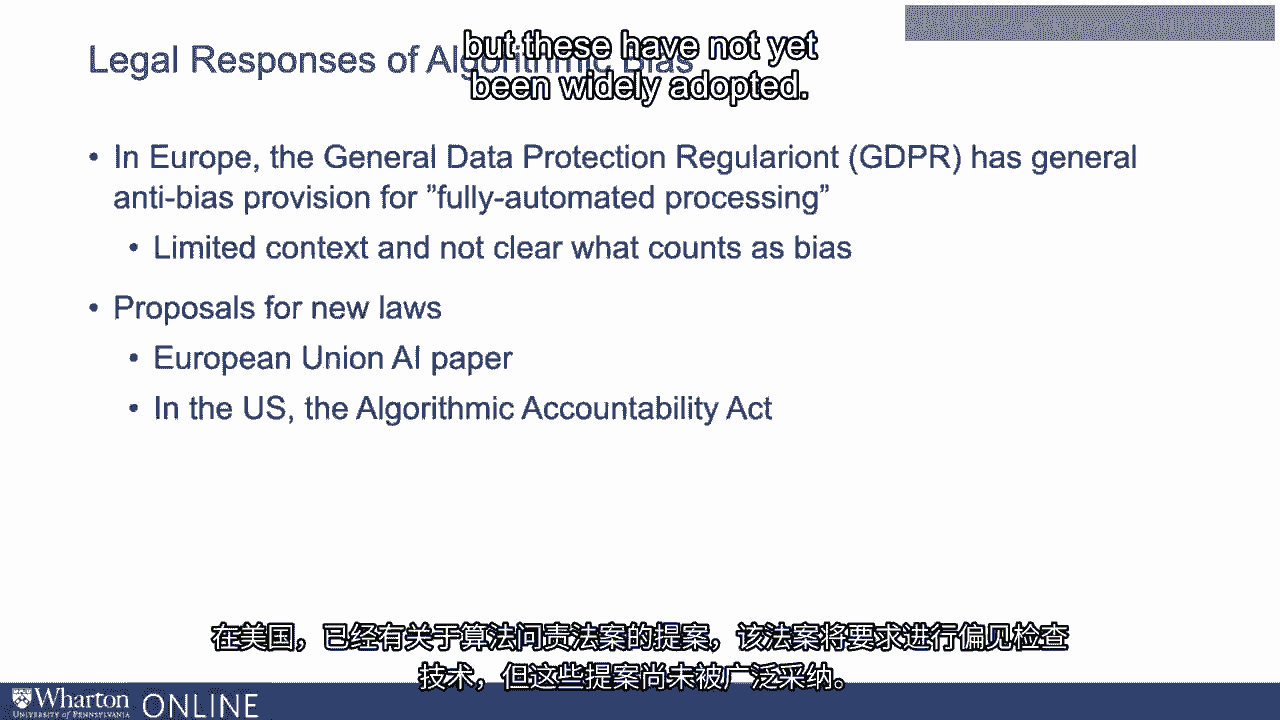 but these have not yet
been widely adopted.
Legal Responses of Algorithmic Bias
• In Europe, the General Data Protection Regulariont (GDPR) has general
anti-bias provision for ”fully-automated processing”
• Limited context and not clear what counts as bias
• Proposals for new laws
• European Union AI paper
• In the US, the Algorithmic Accountability Act
在美国，已经有关于算法问责法案的提案，该法案将要求进行偏见检查
技术，但这些提案尚未被广泛采纳。
Wharton
UNIVERSITY of PENNSYLVANIA
ONLINE